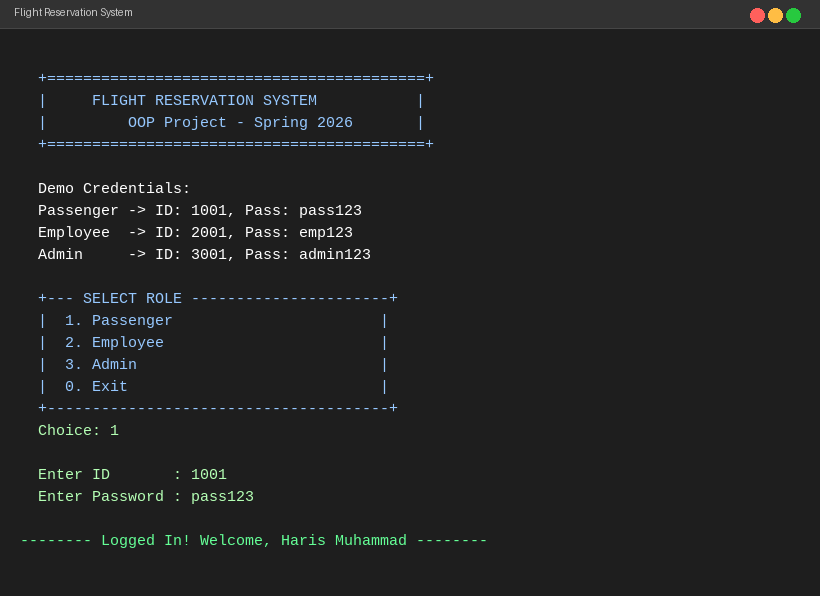 Flight Reservation System
+==========================================+
|     FLIGHT RESERVATION SYSTEM           |
|         OOP Project - Spring 2026       |
+==========================================+
Demo Credentials:
Passenger -> ID: 1001, Pass: pass123
Employee  -> ID: 2001, Pass: emp123
Admin     -> ID: 3001, Pass: admin123
+--- SELECT ROLE ----------------------+
|  1. Passenger                       |
|  2. Employee                        |
|  3. Admin                           |
|  0. Exit                            |
+--------------------------------------+
Choice: 1
Enter ID       : 1001
Enter Password : pass123
-------- Logged In! Welcome, Haris Muhammad --------